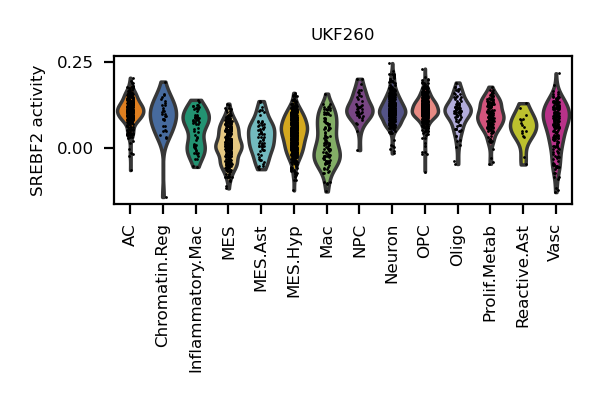 UKF260
SREBF2 activity
0.25
0.00
AC
Chromatin.Reg
Inflammatory.Mac
MES
MES.Ast
MES.Hyp
Mac
NPC
Neuron
OPC
Oligo
Prolif.Metab
Reactive.Ast
Vasc